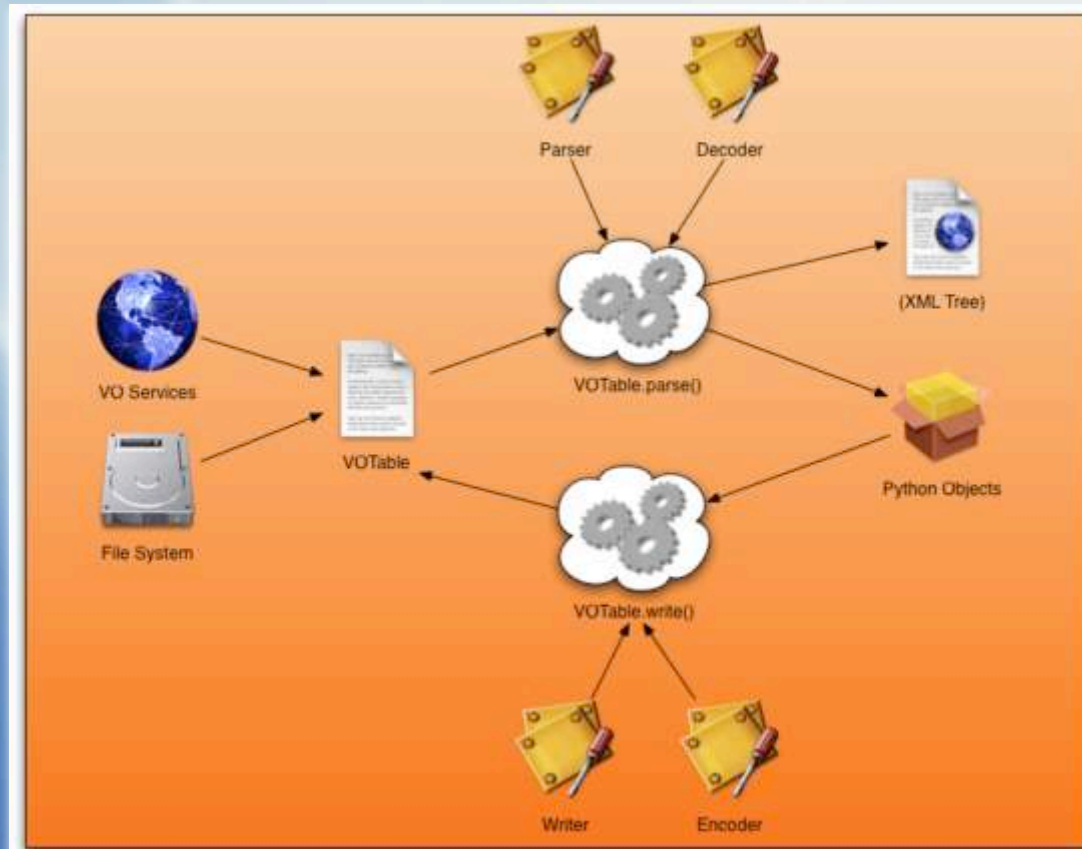 Parser
Decoder
(XML Tree)
VO Services
VOTable.parse()
VOTable
Python Objects
File System
VOTable.write()
Writer
Encoder